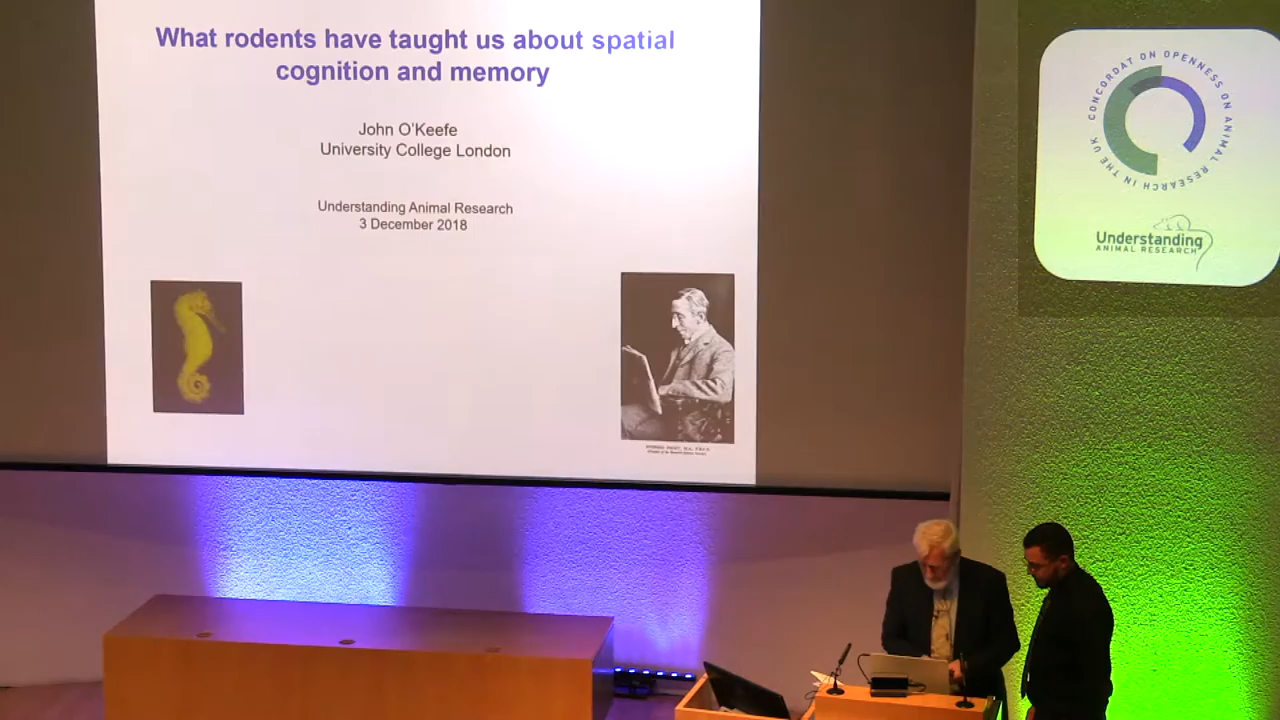 What rodents have taught us about spatial
cognition and memory
John O'Keefe
University College London
Understanding Animal Research
3 December 2018
CONCORDAT ON OPENNESS ON ANIMAL RESEARCH IN THE UK
Understanding
ANIMAL RESEARCH